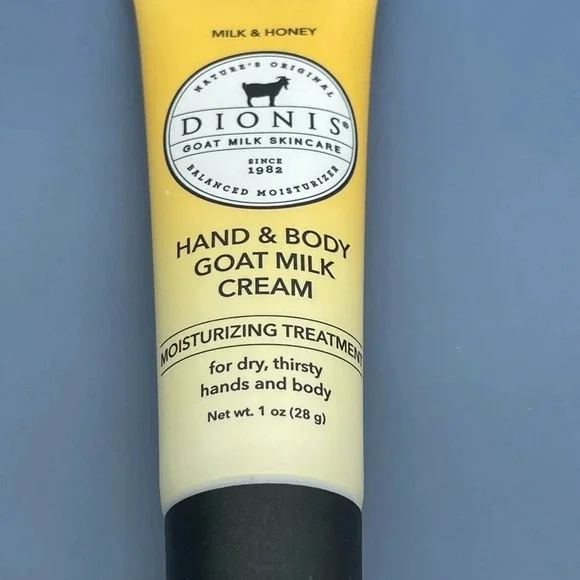 MILK & HONEY
NATURE'S ORIGINAL
DIONIS®
GOAT MILK SKINCARE
SINCE
1982
BALANCED MOISTURIZER
HAND & BODY
GOAT MILK
CREAM
MOISTURIZING TREATMENT
for dry, thirsty
hands and body
Net wt. 1 oz (28 g)